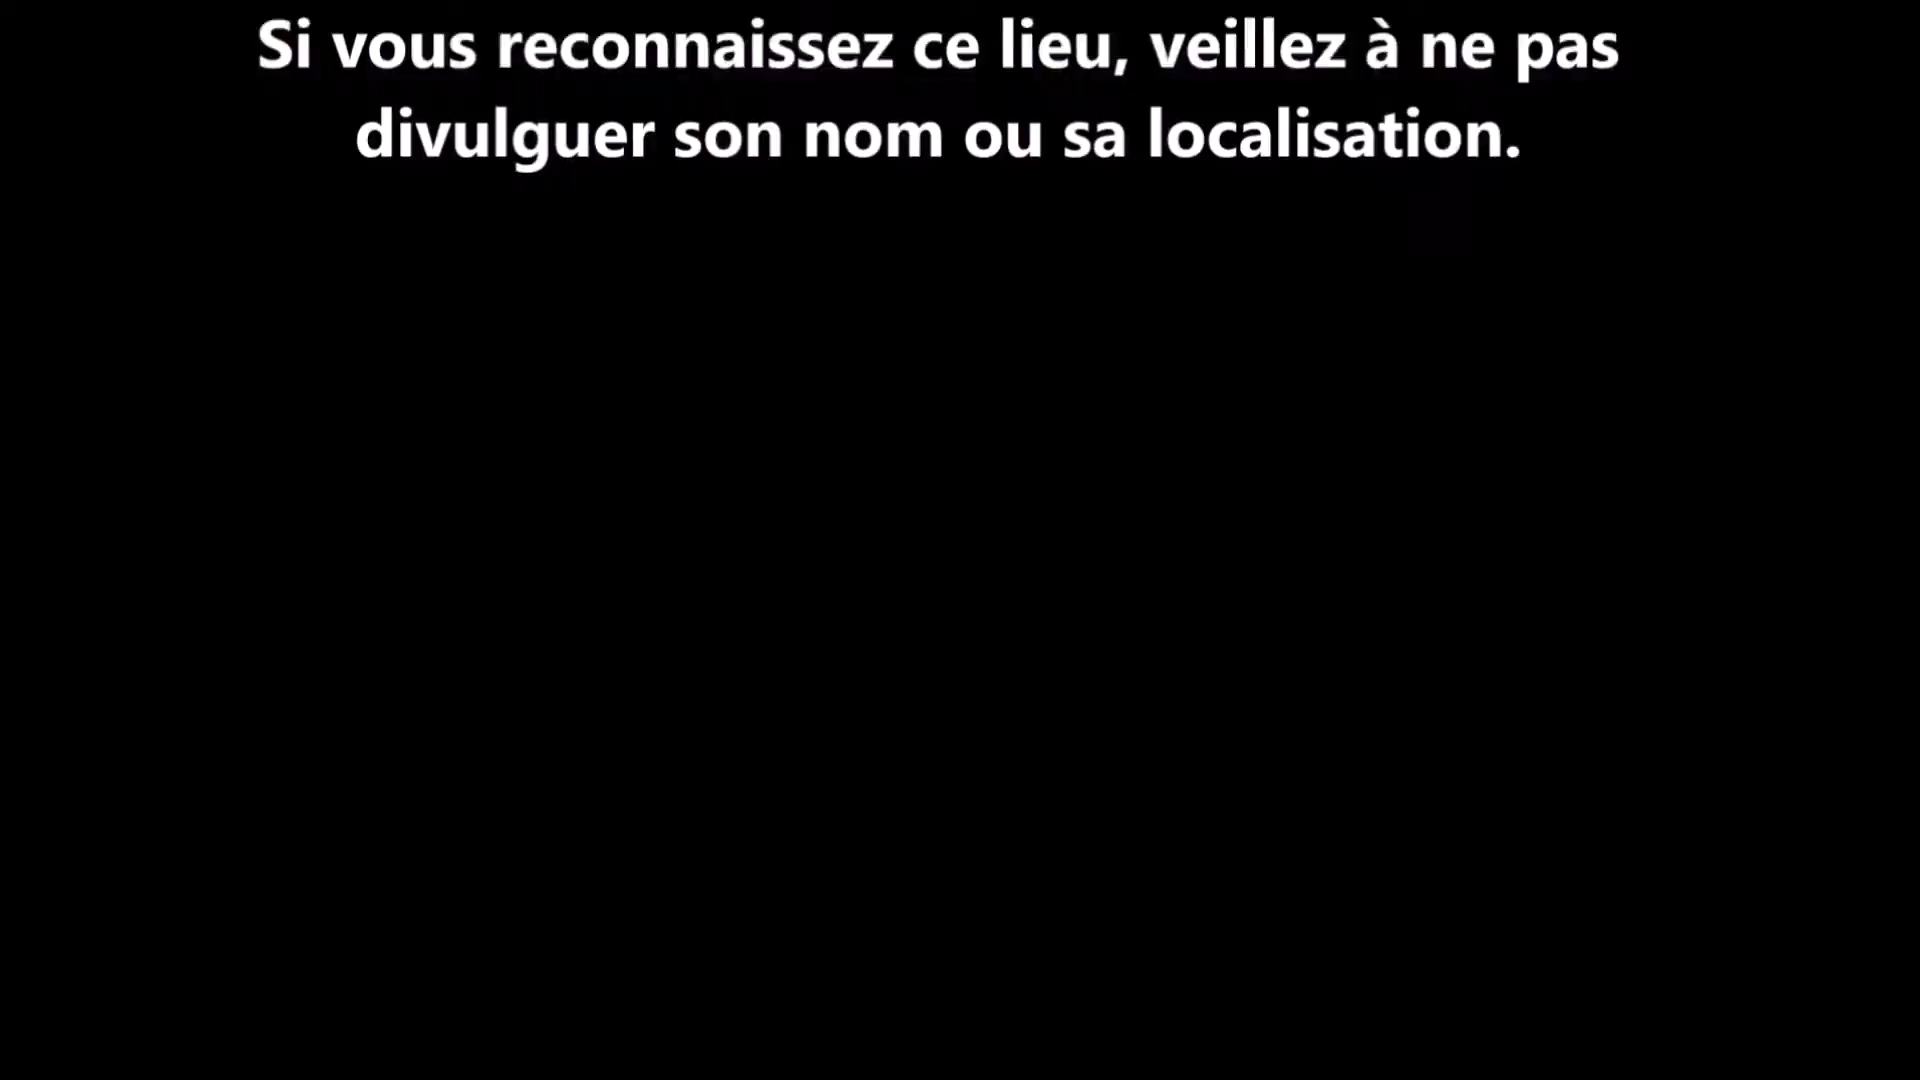 Si vous reconnaissez ce lieu, veillez à ne pas
divulguer son nom ou sa localisation.